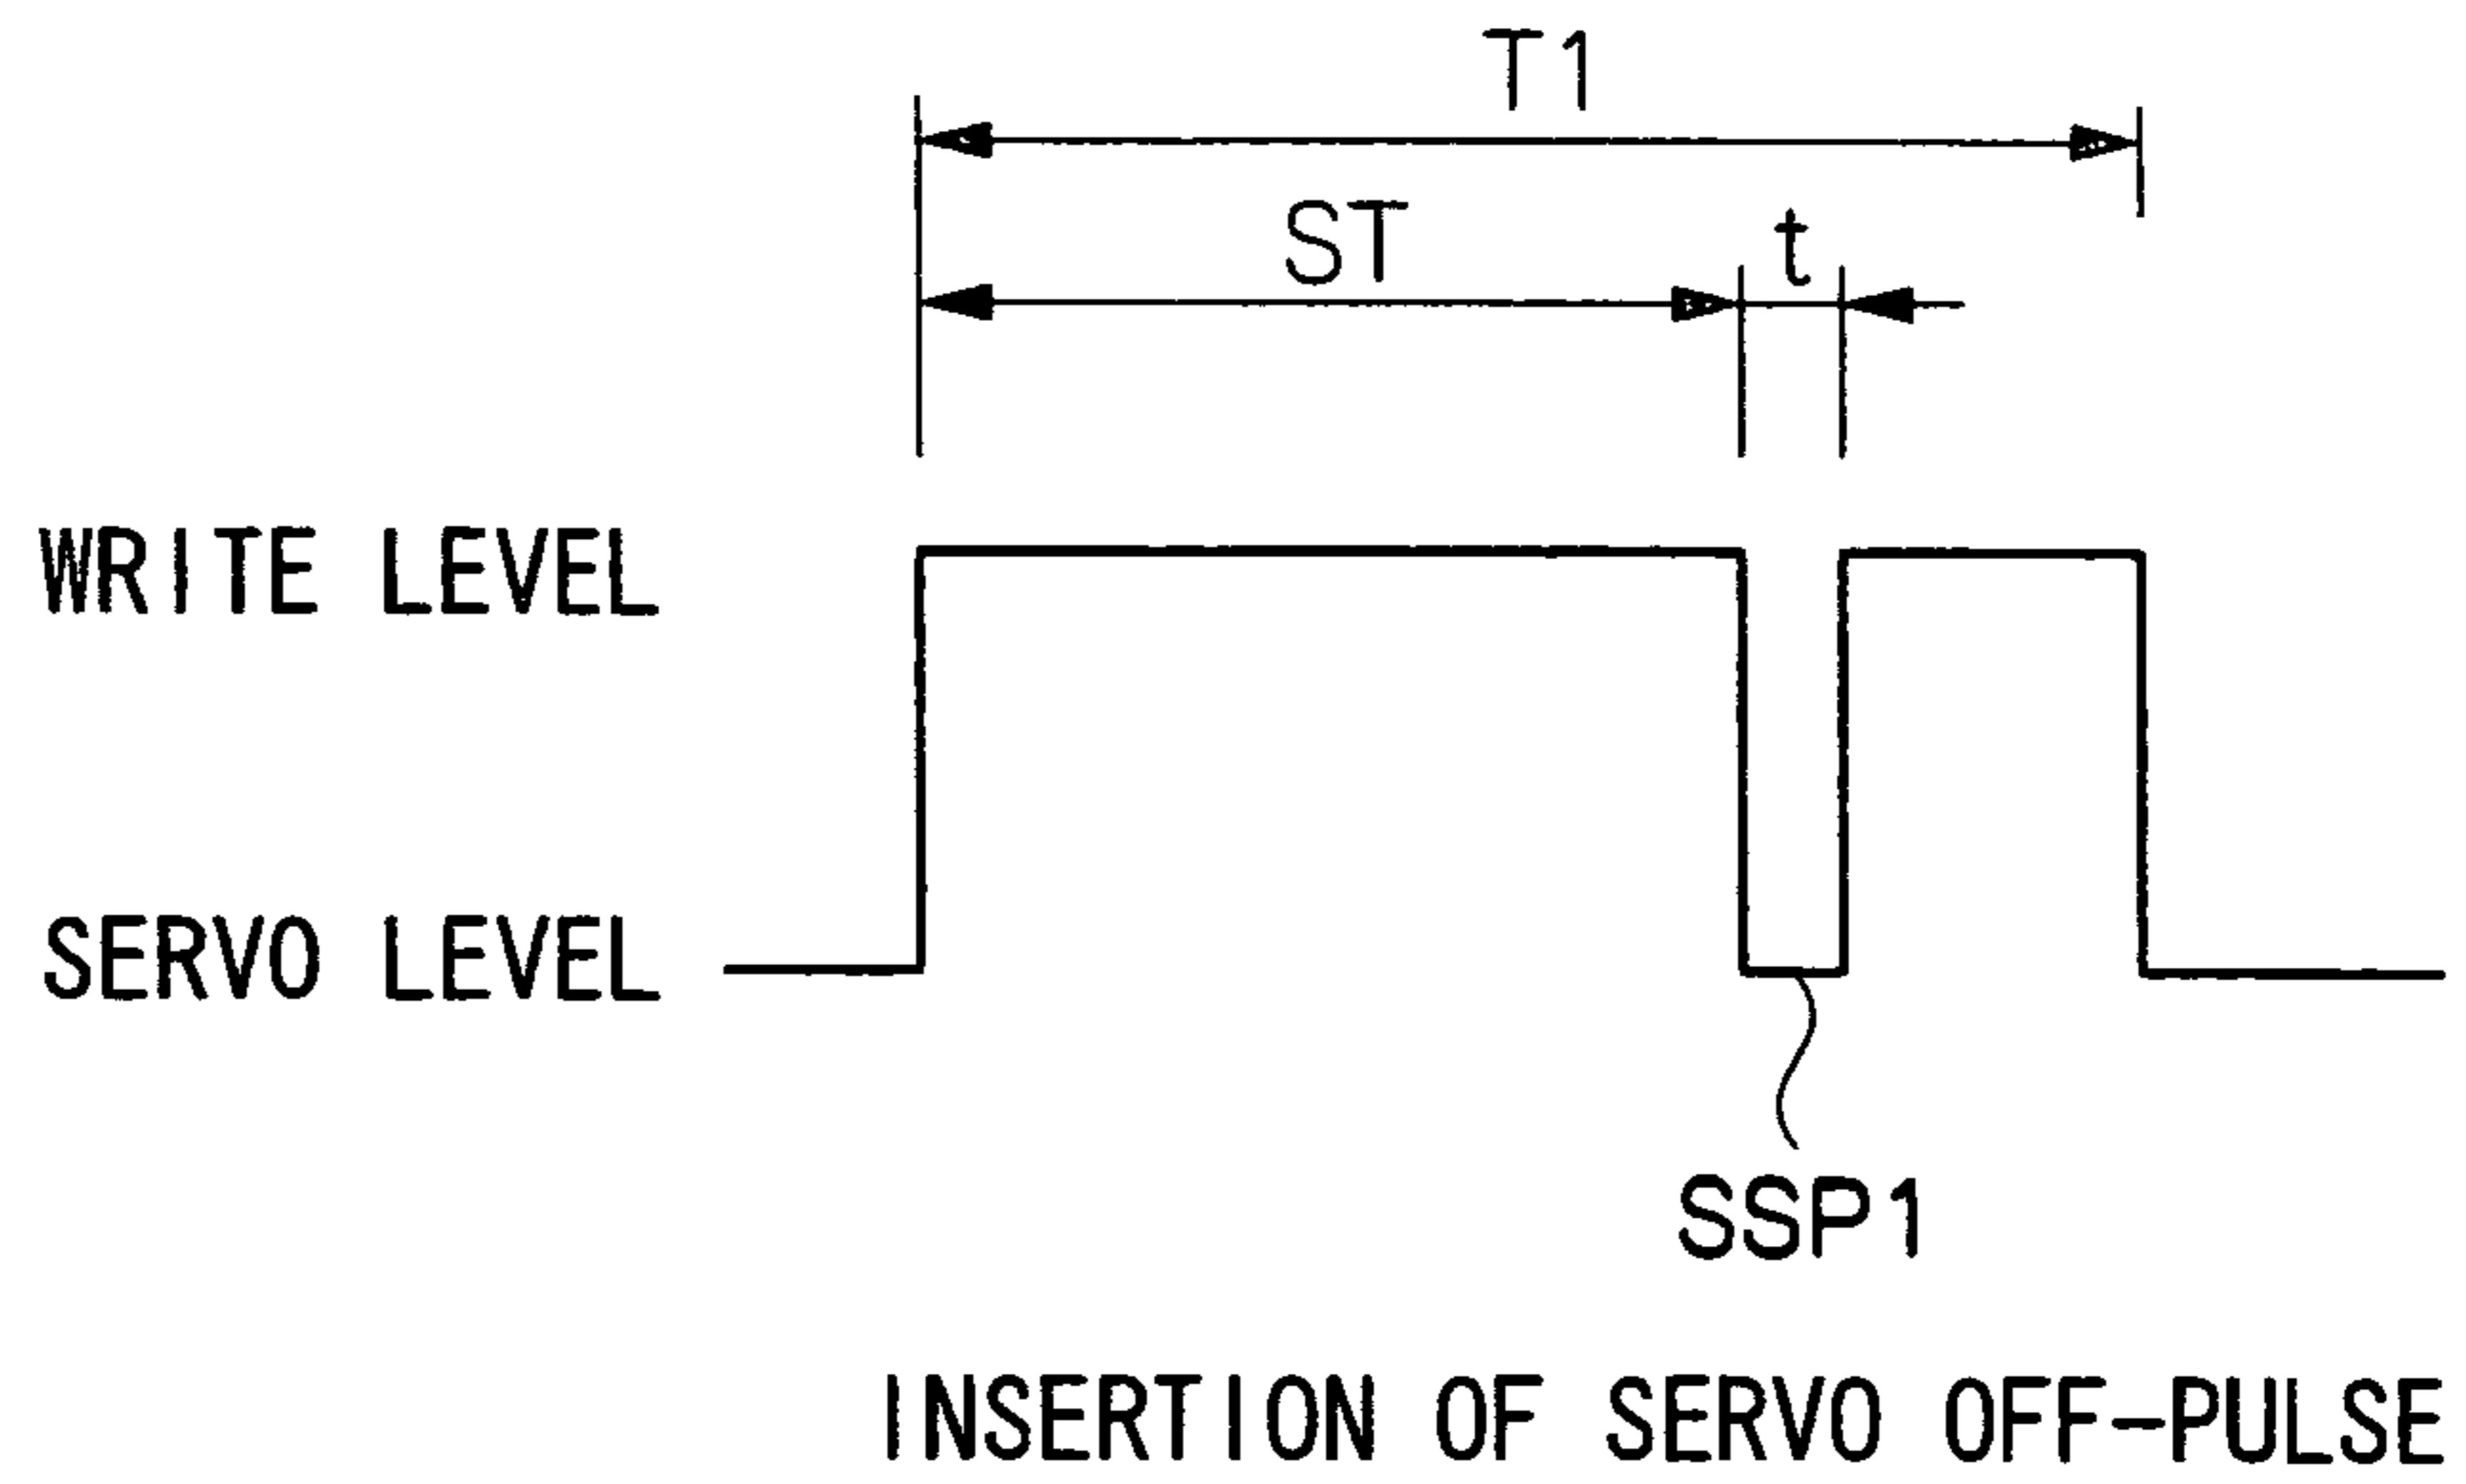 T1
ST
t
WRITE LEVEL
SERVO LEVEL
SSP1
INSERTION OF SERVO OFF-PULSE